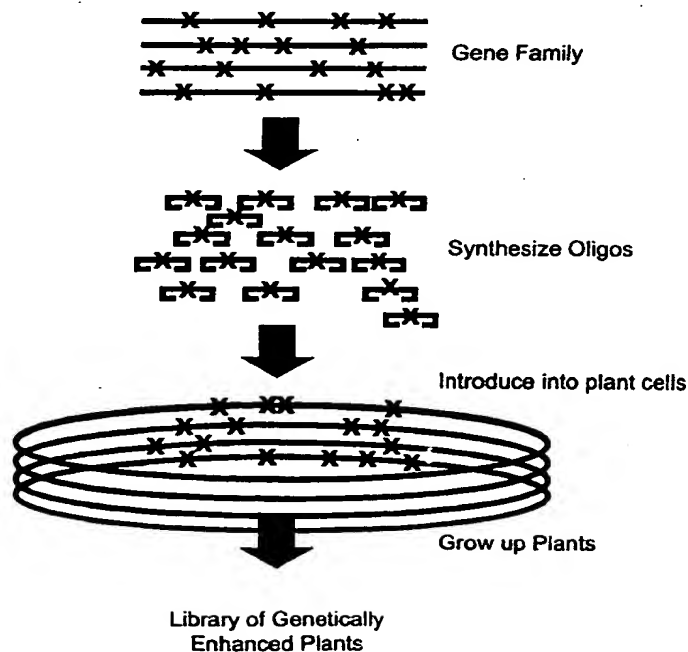 Gene Family
Synthesize Oligos
Introduce into plant cells
Grow up Plants
Library of Genetically
Enhanced Plants